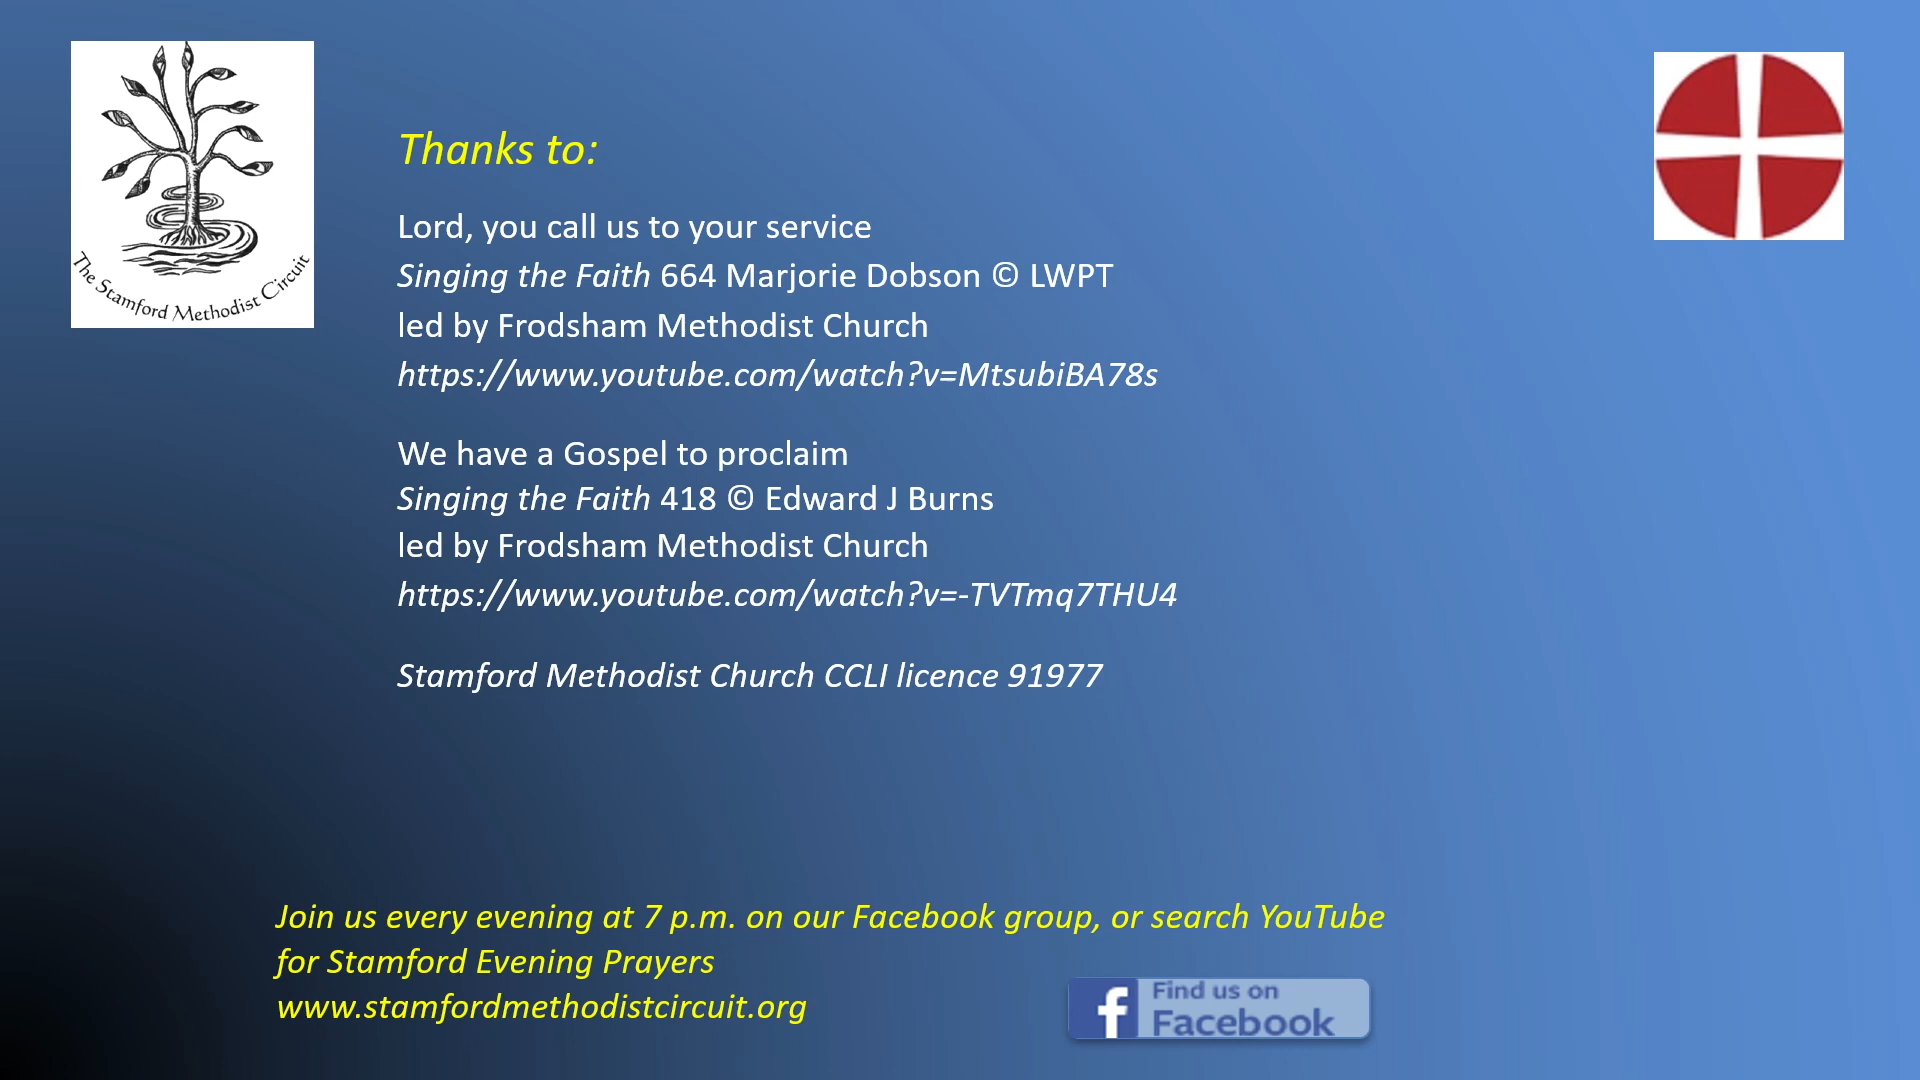 The Stamford Methodist Circuit
Thanks to:
Lord, you call us to your service
Singing the Faith 664 Marjorie Dobson © LWPT
led by Frodsham Methodist Church
https://www.youtube.com/watch?v=MtsubiBA78s
We have a Gospel to proclaim
Singing the Faith 418 © Edward J Burns
led by Frodsham Methodist Church
https://www.youtube.com/watch?v=-TVTmq7THU4
Stamford Methodist Church CCLI licence 91977
Join us every evening at 7 p.m. on our Facebook group, or search YouTube
for Stamford Evening Prayers
www.stamfordmethodistcircuit.org
f
Find us on
Facebook